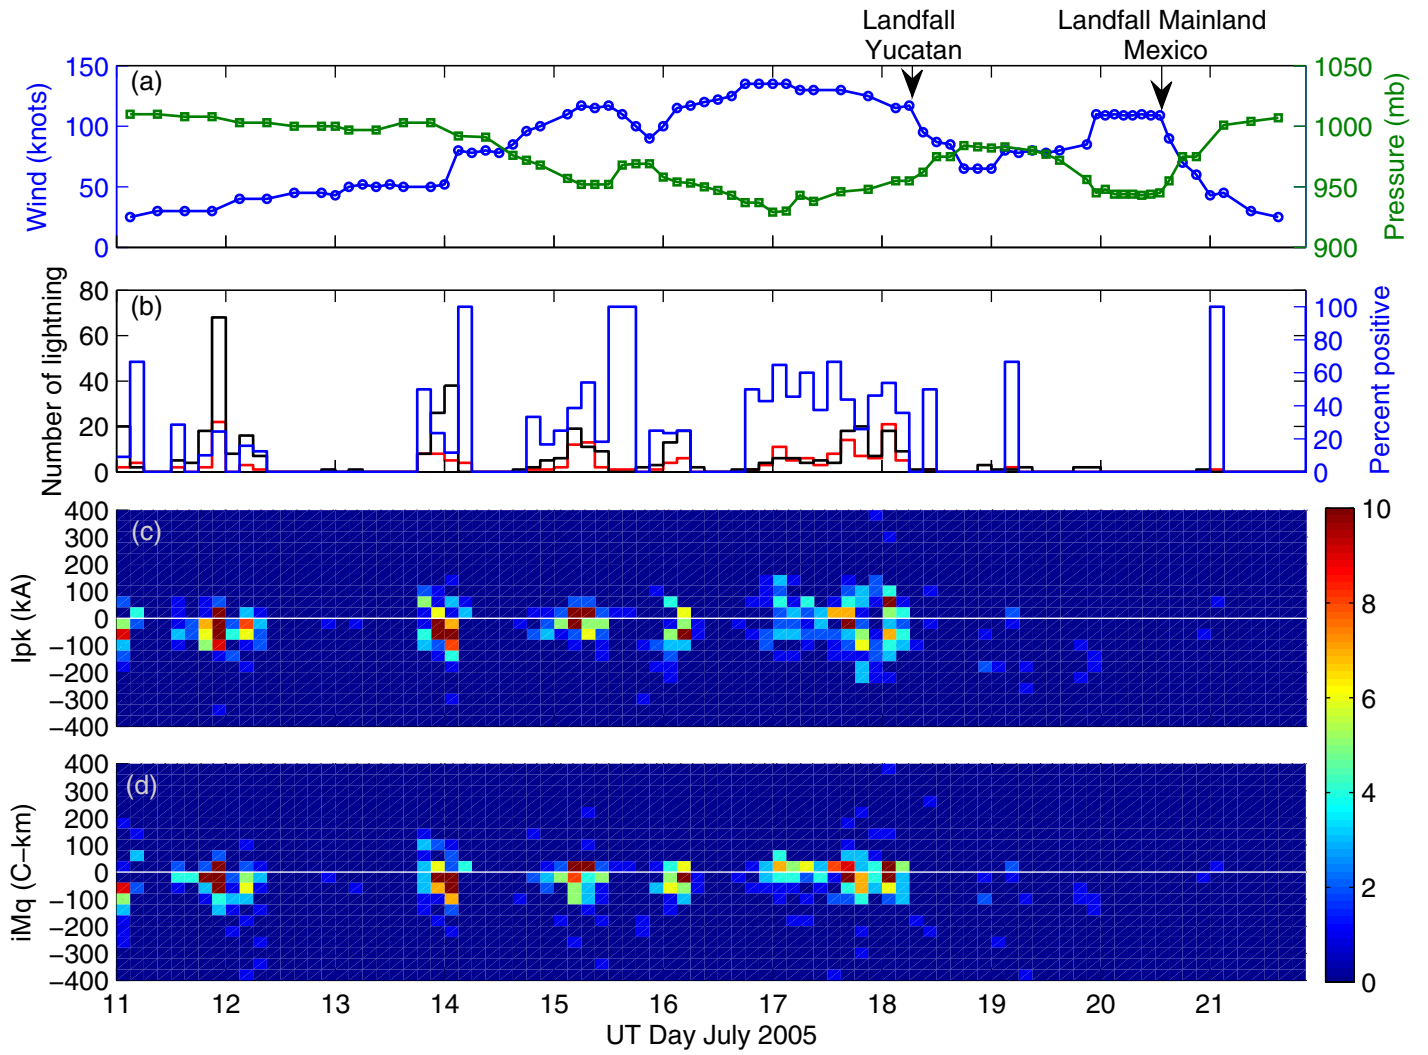 Landfall
Yucatan
Landfall Mainland
Mexico
(a)
150
100
50
0
Wind (knots)
1050
1000
950
900
Pressure (mb)
(b)
80
60
40
20
0
Number of lightning
100
80
60
40
20
0
Percent positive
(c)
400
300
200
100
0
−100
−200
−300
−400
Ipk (kA)
(d)
400
300
200
100
0
−100
−200
−300
−400
iMq (C−km)
10
8
6
4
2
0
11 12 13 14 15 16 17 18 19 20 21
UT Day July 2005